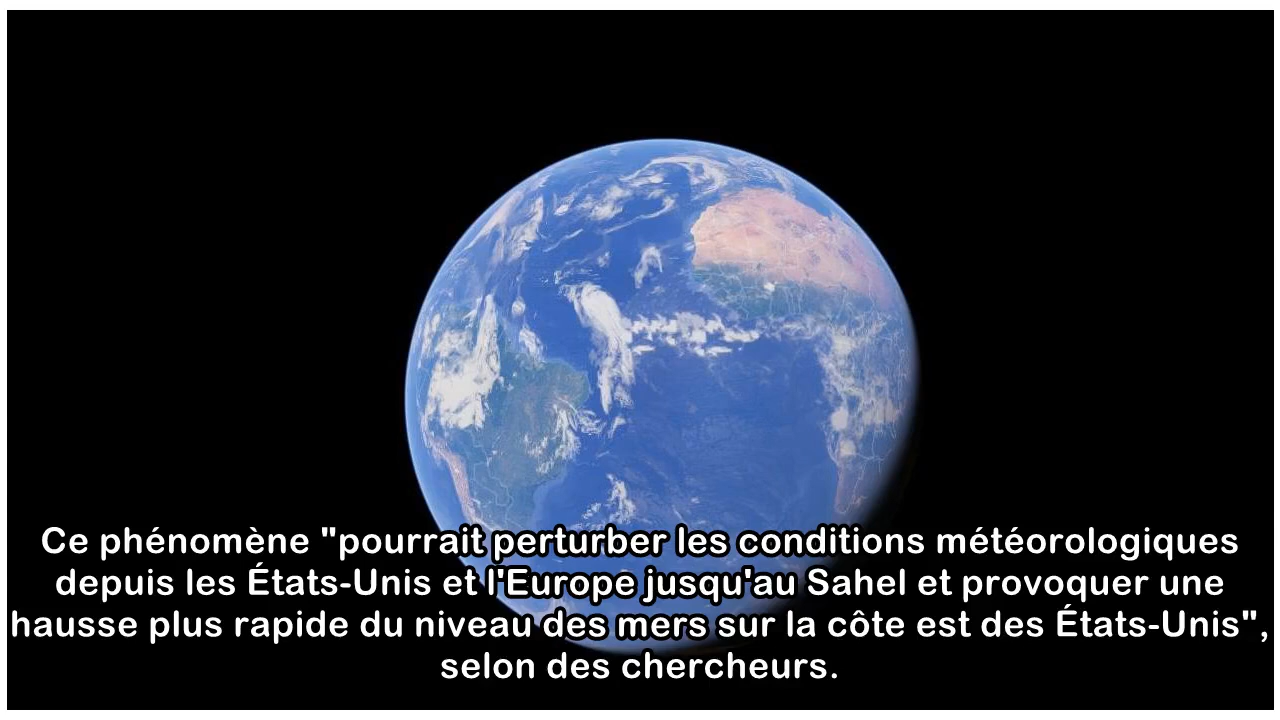 Ce phénomène "pourrait perturber les conditions météorologiques
depuis les États-Unis et l'Europe jusqu'au Sahel et provoquer une
hausse plus rapide du niveau des mers sur la côte est des États-Unis",
selon des chercheurs.